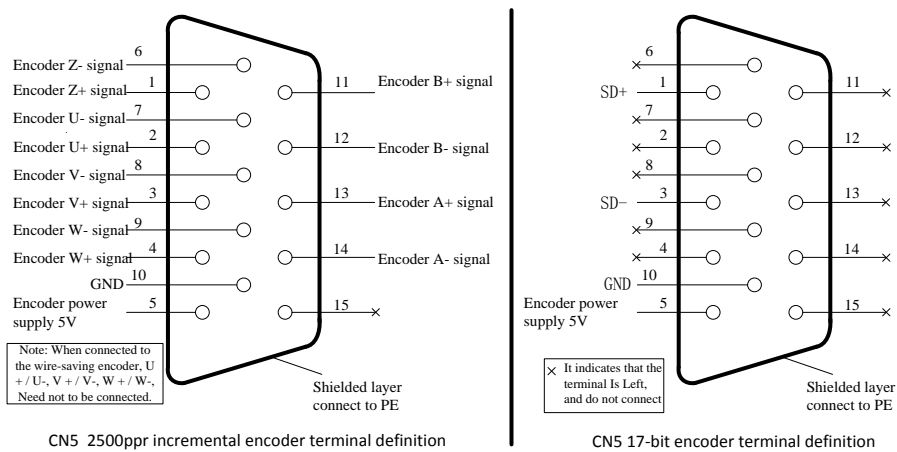 6
Encoder Z- signal
1
Encoder Z+ signal
7
Encoder U- signal
2
Encoder U+ signal
8
Encoder V- signal
3
Encoder V+ signal
9
Encoder W- signal
4
Encoder W+ signal
10
GND
5
Encoder power
supply 5V
11
Encoder B+ signal
12
Encoder B- signal
13
Encoder A+ signal
14
Encoder A- signal
15
Note: When connected to
the wire-saving encoder, U
+ / U-, V + / V-, W + / W-,
Need not to be connected.
Shielded layer
connect to PE
CN5 2500ppr incremental encoder terminal definition
6
1
SD+
7
2
8
3
SD-
9
4
10
GND
5
Encoder power
supply 5V
11
12
13
14
15
× It indicates that the
terminal Is Left,
and do not connect
Shielded layer
connect to PE
CN5 17-bit encoder terminal definition